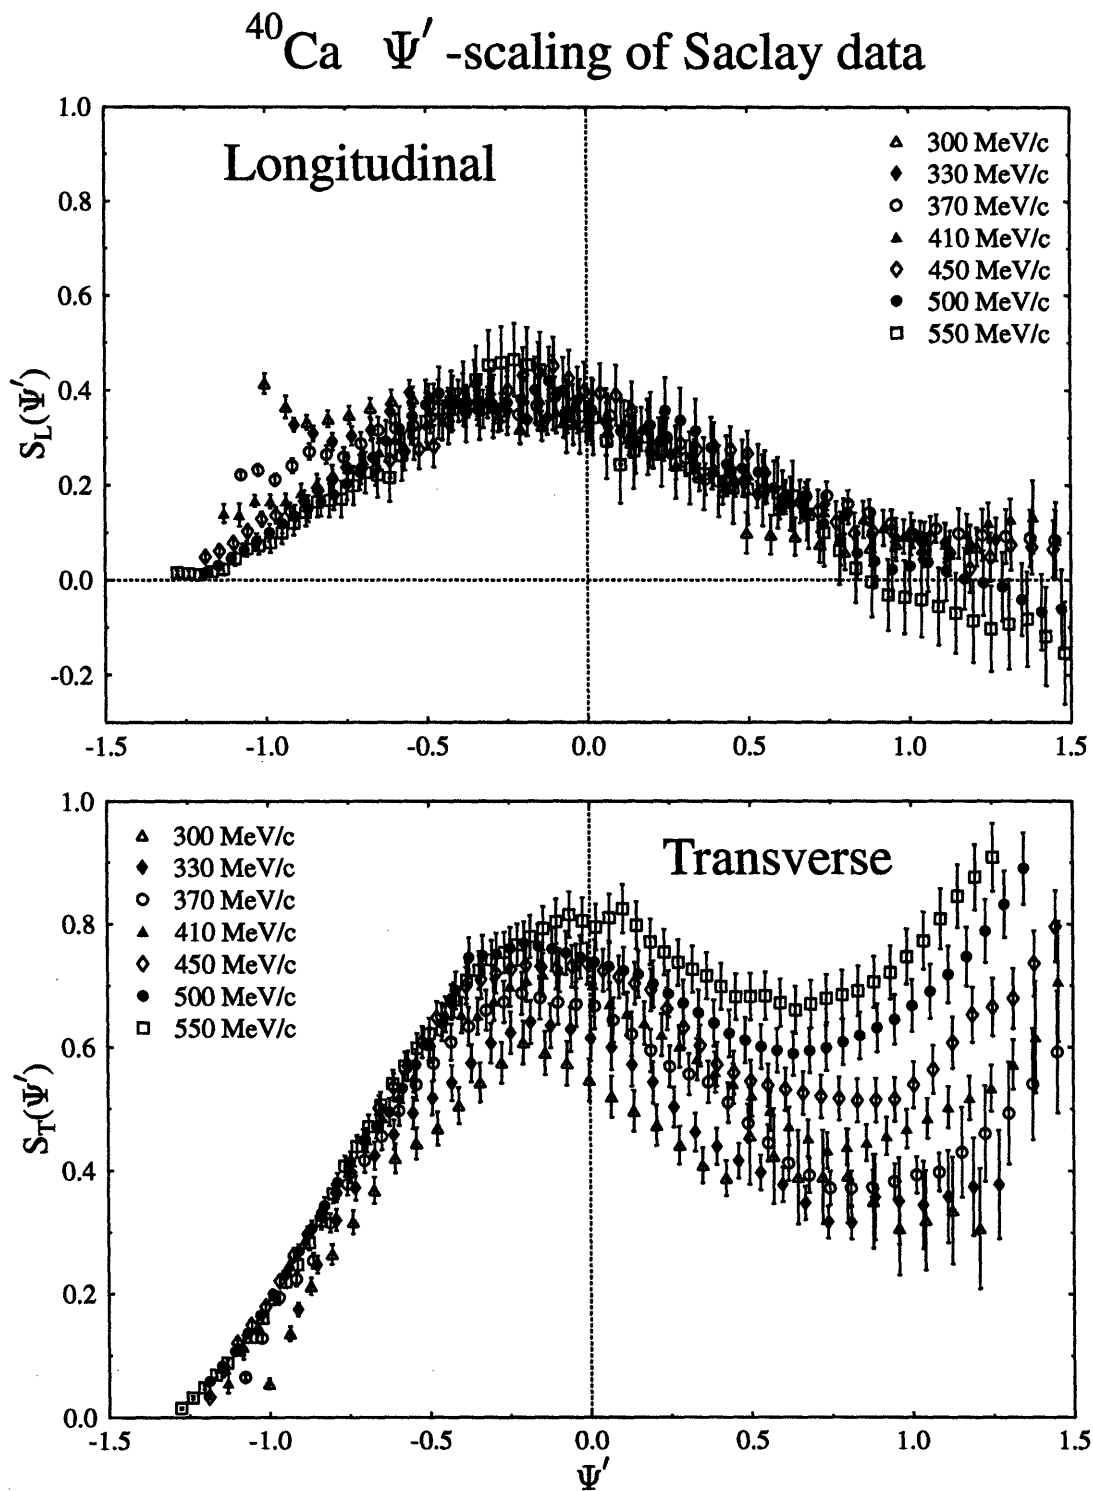 40Ca Ψ′-scaling of Saclay data
1.0
Longitudinal
300 MeV/c
330 MeV/c
370 MeV/c
410 MeV/c
450 MeV/c
500 MeV/c
550 MeV/c
0.8
0.6
0.4
0.2
0.0
-0.2
SL(Ψ′)
-1.5 -1.0 -0.5 0.0 0.5 1.0 1.5
1.0
300 MeV/c
330 MeV/c
370 MeV/c
410 MeV/c
450 MeV/c
500 MeV/c
550 MeV/c
Transverse
0.8
0.6
0.4
0.2
0.0
ST(Ψ′)
-1.5 -1.0 -0.5 0.0 0.5 1.0 1.5
Ψ′